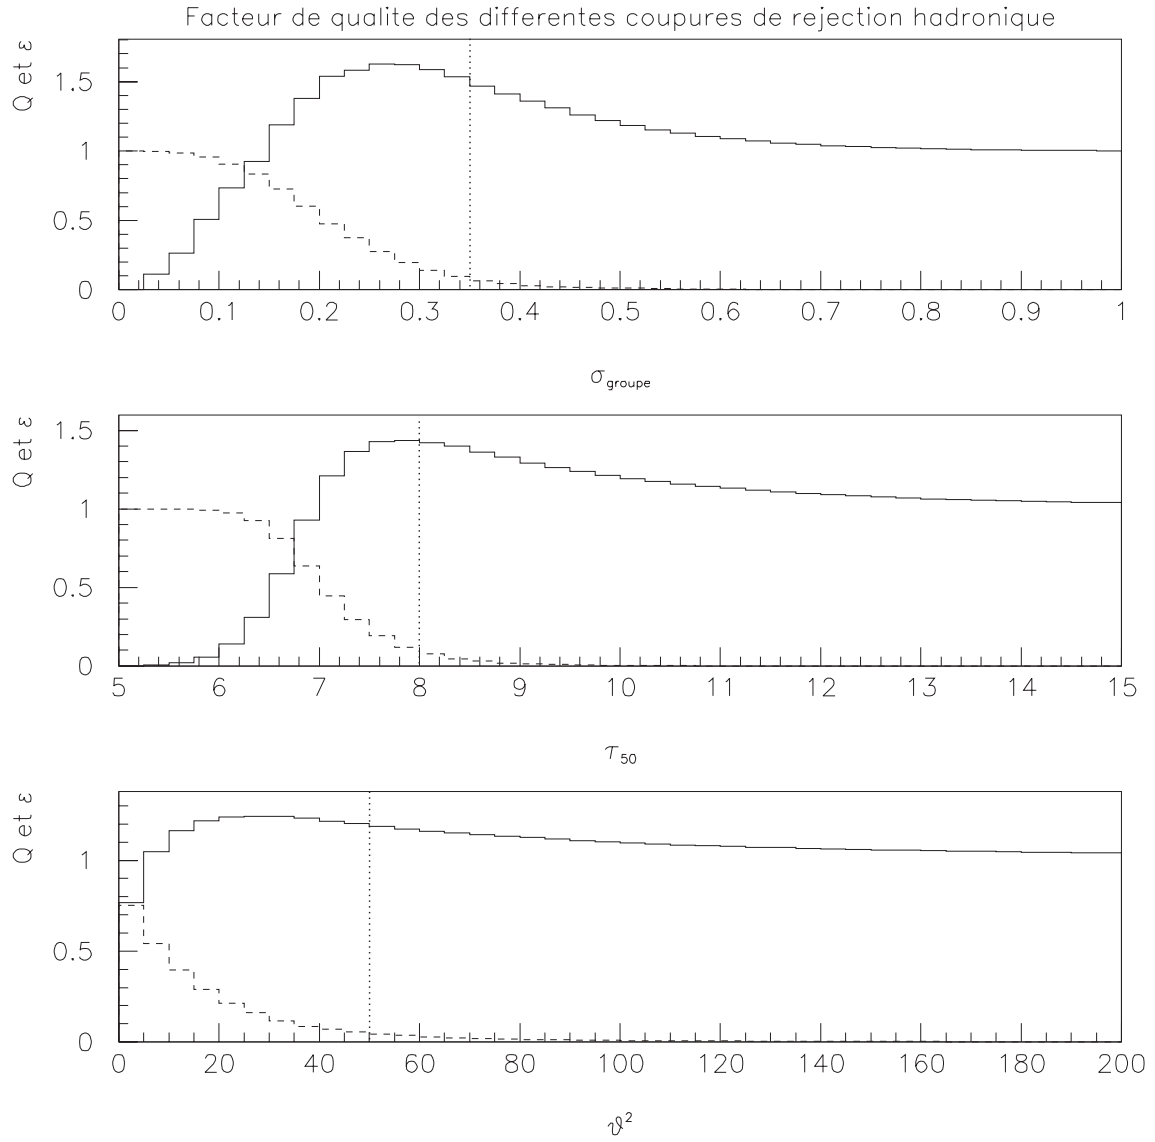 Facteur de qualite des differentes coupures de rejection hadronique
Q et ε
1.5
1
0.5
0
0 0.1 0.2 0.3 0.4 0.5 0.6 0.7 0.8 0.9 1
σgroupe
Q et ε
1.5
1
0.5
0
5 6 7 8 9 10 11 12 13 14 15
τ50
Q et ε
1
0.5
0
0 20 40 60 80 100 120 140 160 180 200
ϑ²